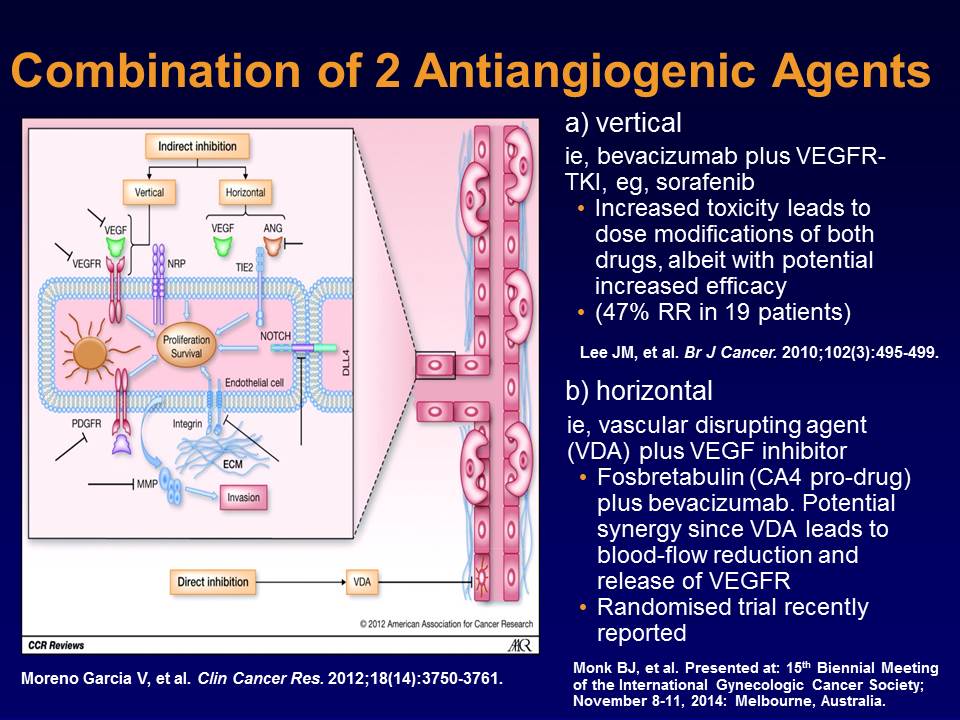 Combination of 2 Antiangiogenic Agents
Indirect inhibition
Vertical
Horizontal
VEGF
VEGF
ANG
VEGFR
NRP
TIE2
Proliferation
Survival
NOTCH
DLL4
Endothelial cell
PDGFR
Integrin
ECM
MMP
Invasion
Direct inhibition
VDA
© 2012 American Association for Cancer Research
CCR Reviews
AACR
Moreno Garcia V, et al. Clin Cancer Res. 2012;18(14):3750-3761.
a) vertical
ie, bevacizumab plus VEGFR-
TKI, eg, sorafenib
• Increased toxicity leads to
dose modifications of both
drugs, albeit with potential
increased efficacy
• (47% RR in 19 patients)
Lee JM, et al. Br J Cancer. 2010;102(3):495-499.
b) horizontal
ie, vascular disrupting agent
(VDA) plus VEGF inhibitor
• Fosbretabulin (CA4 pro-drug)
plus bevacizumab. Potential
synergy since VDA leads to
blood-flow reduction and
release of VEGFR
• Randomised trial recently
reported
Monk BJ, et al. Presented at: 15th Biennial Meeting
of the International Gynecologic Cancer Society;
November 8-11, 2014: Melbourne, Australia.